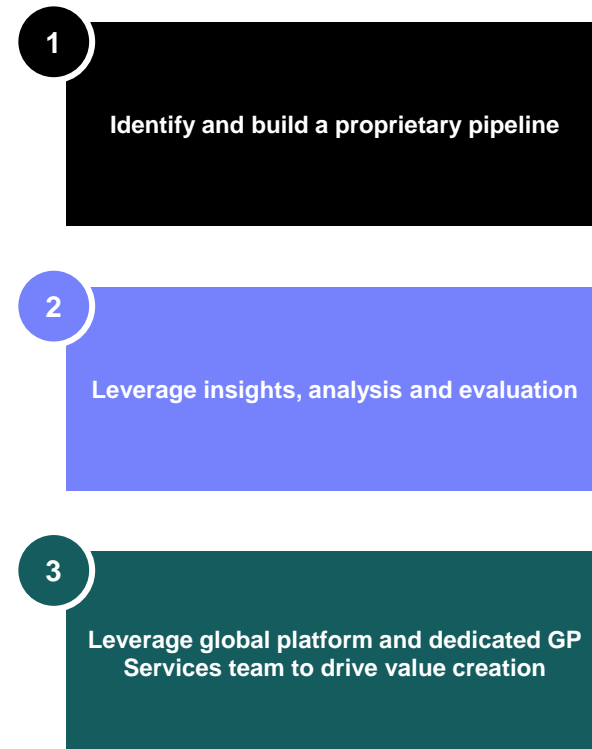 1
Identify and build a proprietary pipeline
2
Leverage insights, analysis and evaluation
3
Leverage global platform and dedicated GP
Services team to drive value creation